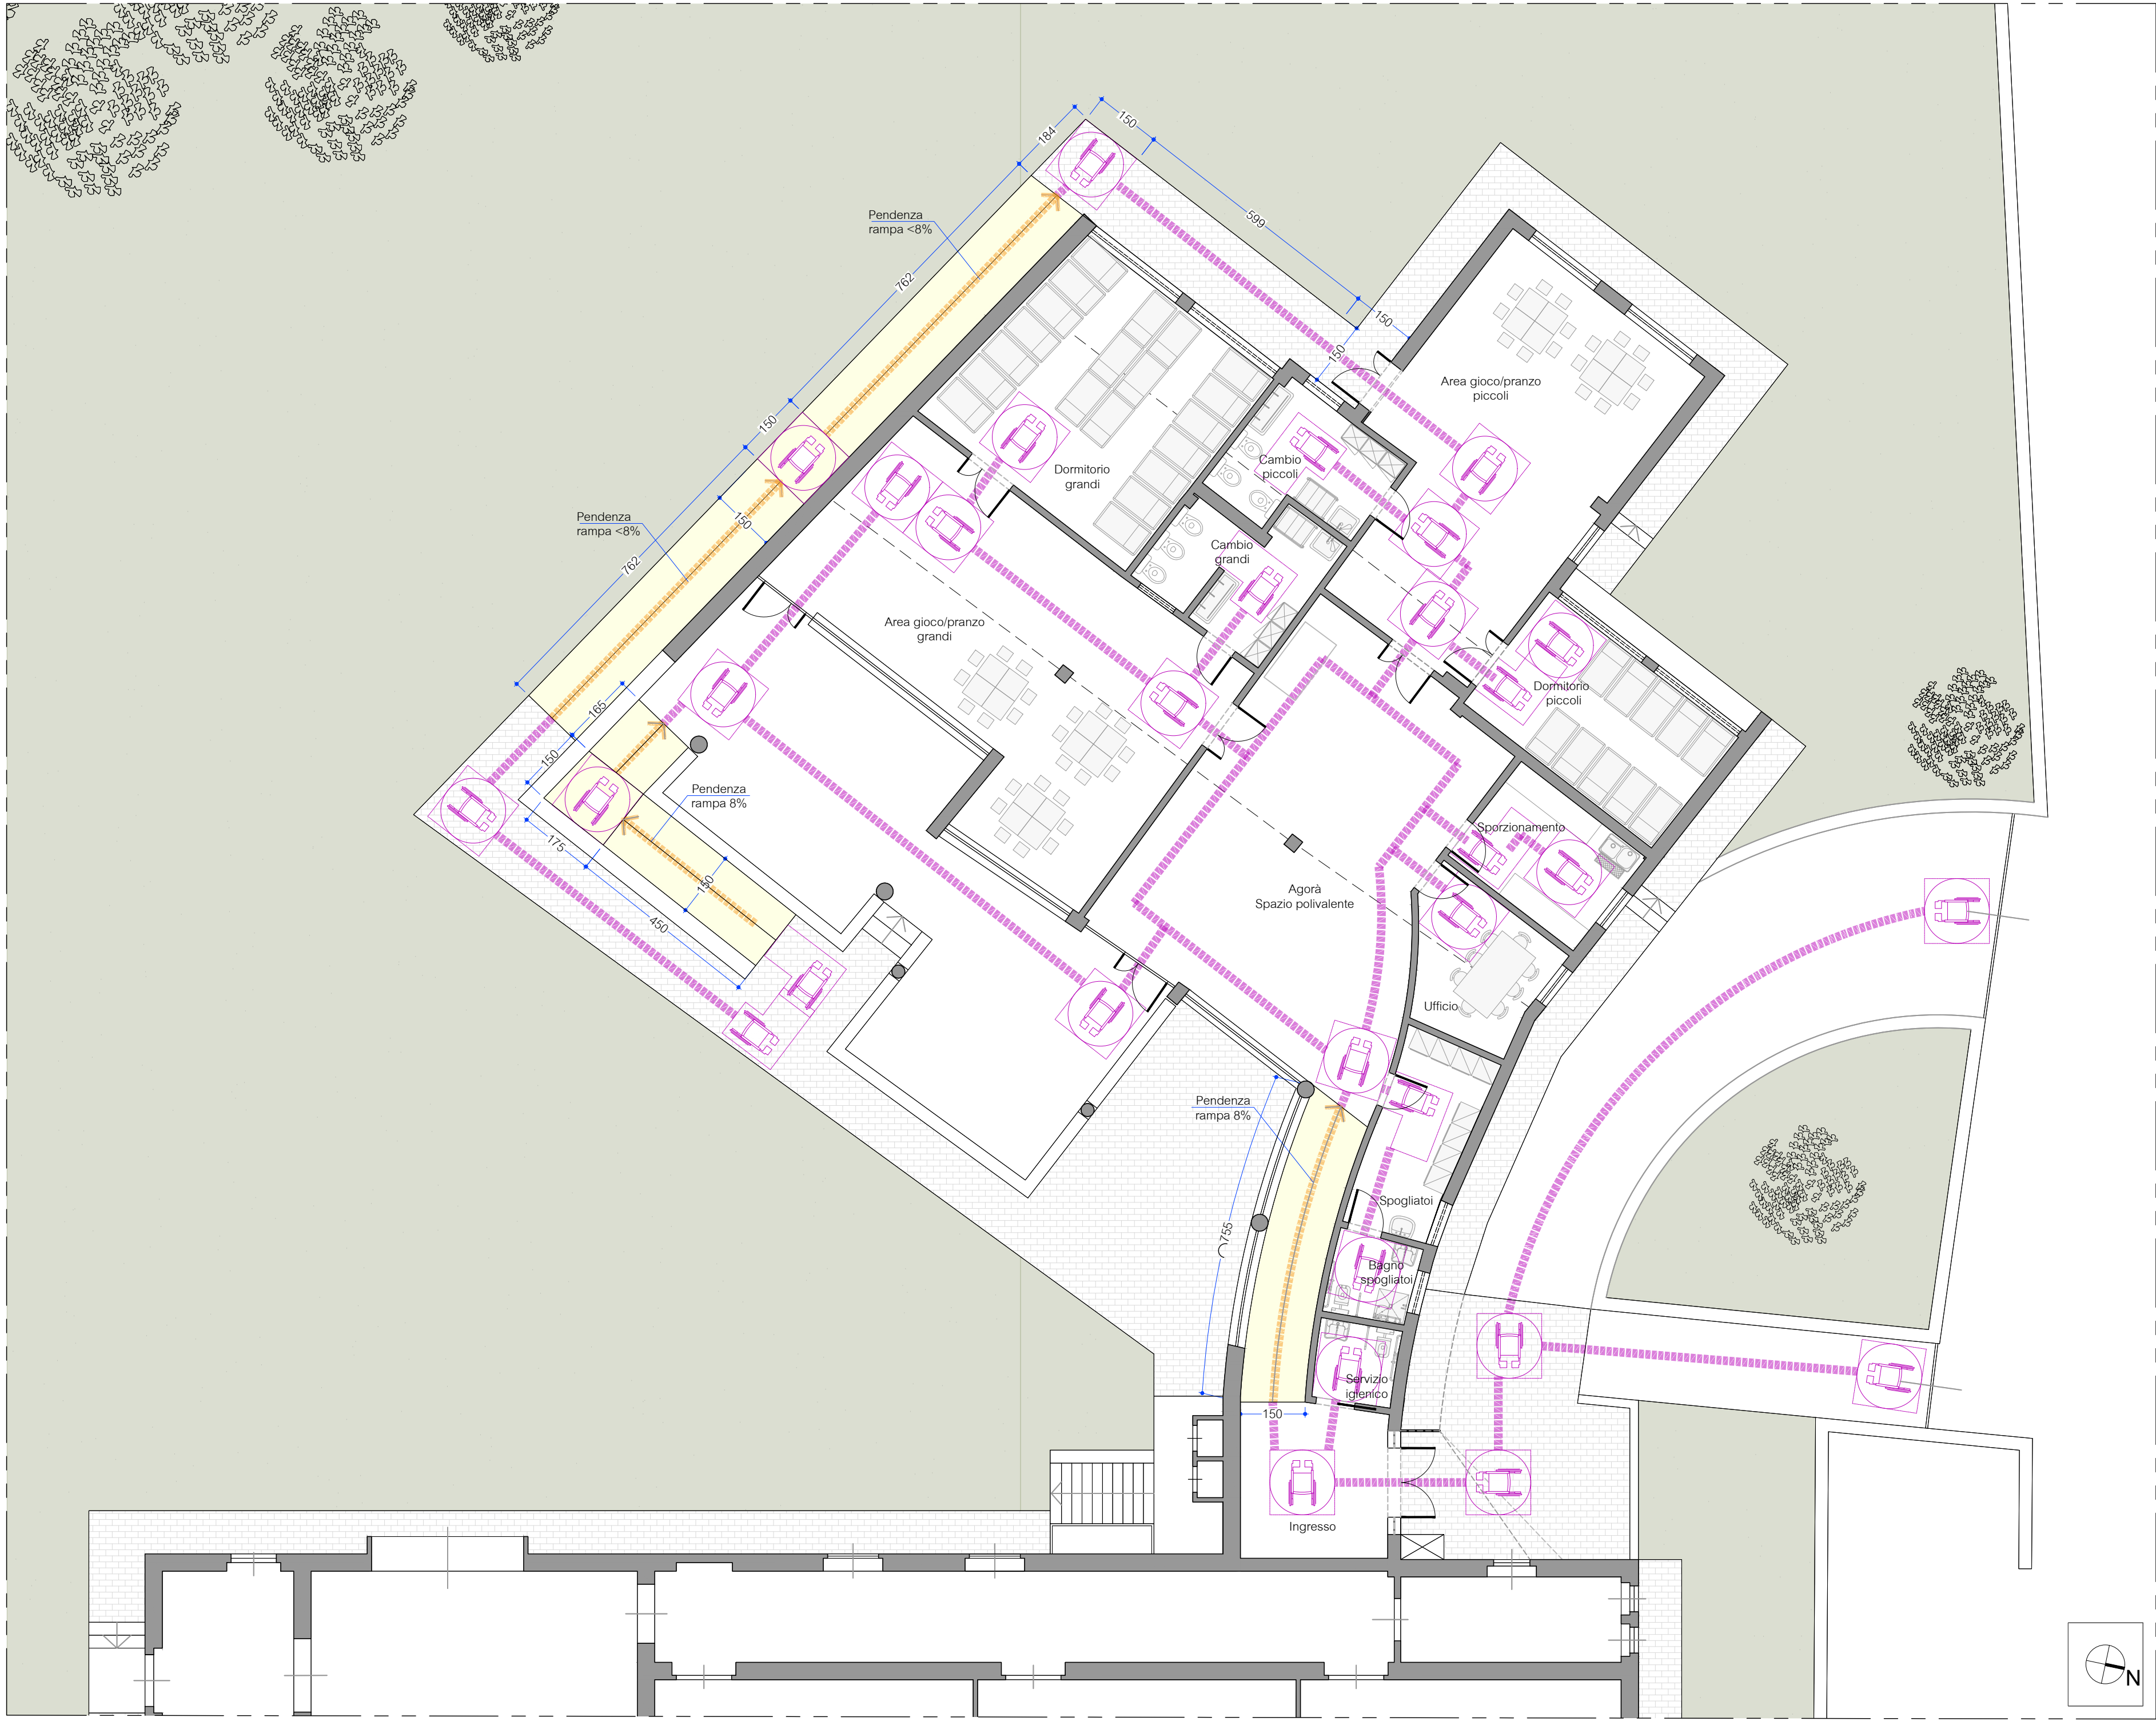 150
184
599
Pendenza
rampa <8%
762
150
150
Area gioco/pranzo
piccoli
150
Dormitorio
grandi
Cambio
piccoli
Pendenza
rampa <8%
150
762
Cambio
grandi
Area gioco/pranzo
grandi
Dormitorio
piccoli
165
150
Pendenza
rampa 8%
175
150
450
Sporzionamento
Agorà
Spazio polivalente
Ufficio
Pendenza
rampa 8%
755
Spogliatoi
Bagno
spogliatoi
Servizio
igienico
150
Ingresso
N